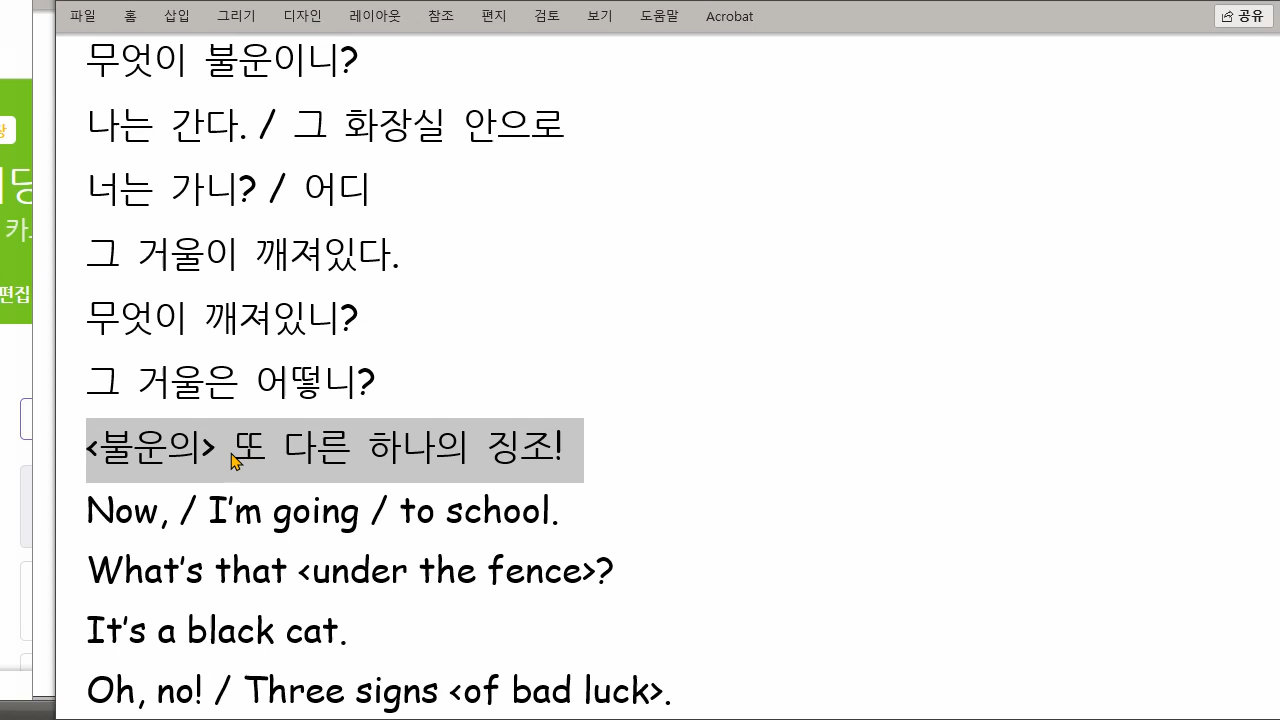 파일 홈 삽입 그리기 디자인 레이아웃 참조 편지 검토 보기 도움말 Acrobat 공유
무엇이 불운이니?
나는 간다. / 그 화장실 안으로
너는 가니? / 어디
그 거울이 깨져있다.
무엇이 깨져있니?
그 거울은 어떻니?
<불운의> 또 다른 하나의 징조!
Now, / I'm going / to school.
What's that <under the fence>?
It's a black cat.
Oh, no! / Three signs <of bad luck>.
편집